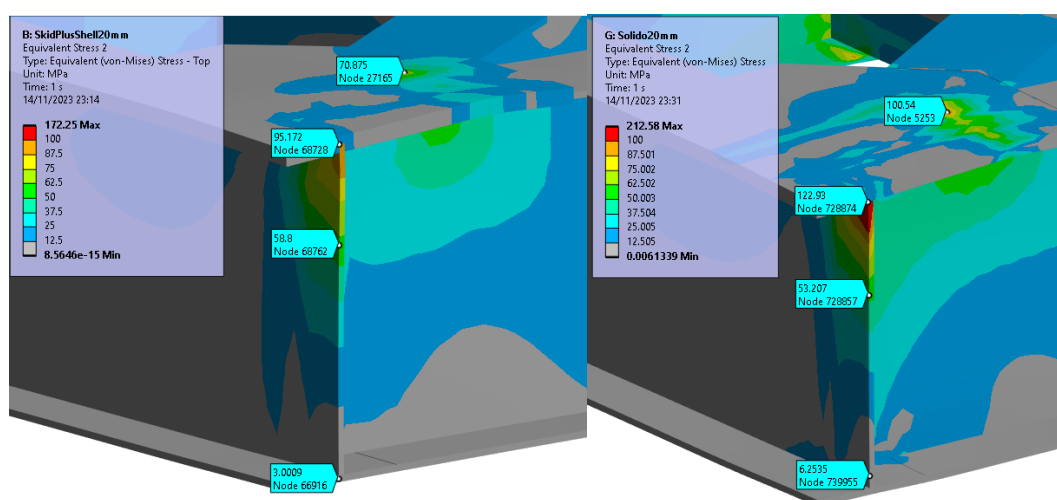 B: SkidPlusShell20mm
Equivalent Stress 2
Type: Equivalent (von-Mises) Stress - Top
Unit: MPa
Time: 1 s
14/11/2023 23:14
172.25 Max
100
87.5
75
62.5
50
37.5
25
12.5
8.5646e-15 Min
70.875
Node 27165
95.172
Node 68728
58.8
Node 68762
3.0009
Node 66916
G: Solido20mm
Equivalent Stress 2
Type: Equivalent (von-Mises) Stress
Unit: MPa
Time: 1 s
14/11/2023 23:31
212.58 Max
100
87.501
75.002
62.502
50.003
37.504
25.005
12.505
0.0061339 Min
100.54
Node 5253
122.93
Node 728874
53.207
Node 728857
6.2535
Node 739955